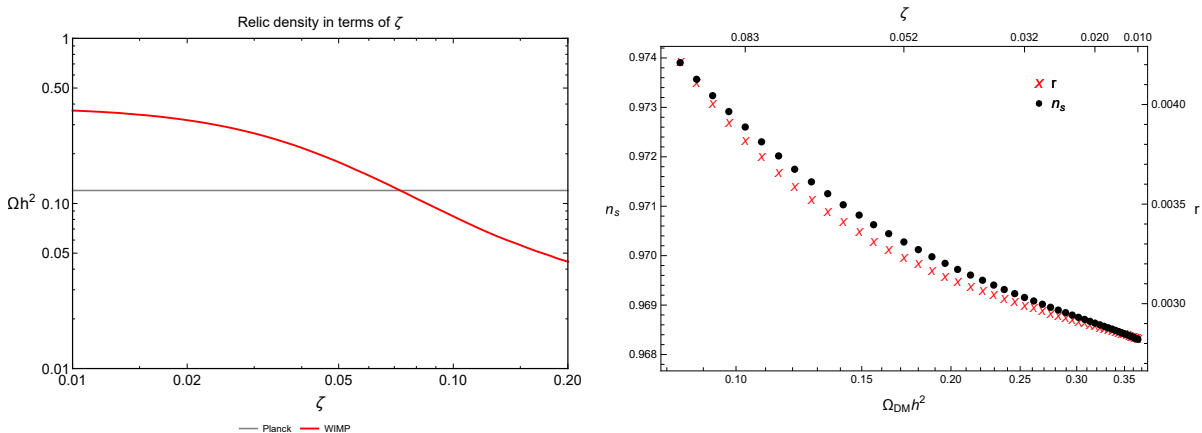 Relic density in terms of ζ
1
0.50
Ωh²
0.10
0.05
0.01
0.01
0.02
0.05
0.10
0.20
ζ
Planck
WIMP
ζ
0.083
0.052
0.032
0.020
0.010
0.974
0.973
0.972
0.971
0.970
0.969
0.968
n_s
r
n_s
0.0040
0.0035
0.0030
r
0.10
0.15
0.20
0.25
0.30
0.35
Ω_DM h²